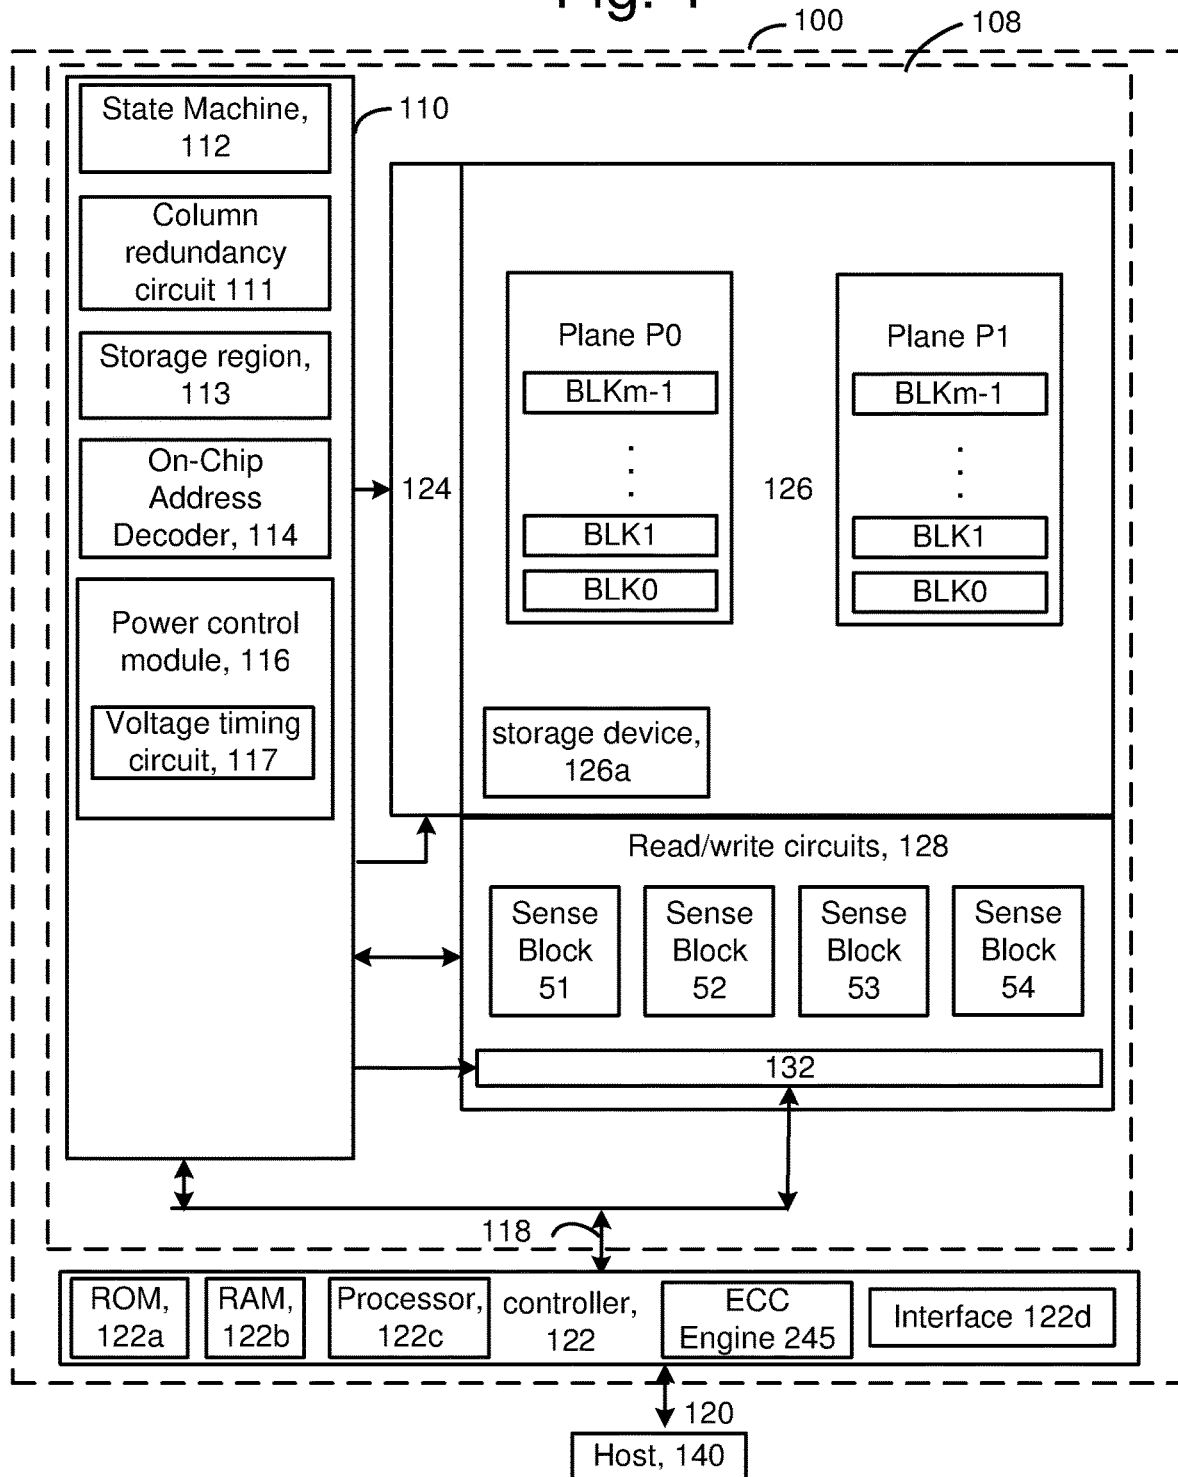 100
108
State Machine,
112
110
Column
redundancy
circuit 111
Storage region,
113
On-Chip
Address
Decoder, 114
Power control
module, 116
Voltage timing
circuit, 117
124
Plane P0
BLKm-1
.
.
.
BLK1
BLK0
126
Plane P1
BLKm-1
.
.
.
BLK1
BLK0
storage device,
126a
Read/write circuits, 128
Sense
Block
51
Sense
Block
52
Sense
Block
53
Sense
Block
54
132
118
ROM,
122a
RAM,
122b
Processor,
122c
controller,
122
ECC
Engine 245
Interface 122d
120
Host, 140